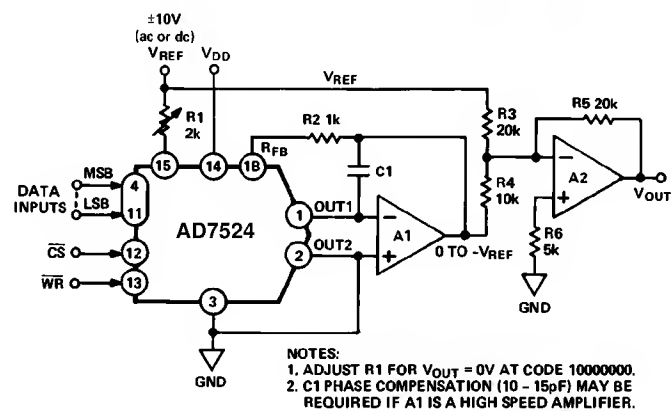 ±10V
(ac or dc)
VREF
VDD
VREF
R1
2k
R2 1k
RFB
C1
R3
20k
R4
10k
R5 20k
MSB
DATA
INPUTS
LSB
4
11
15
14
1B
AD7524
1
OUT1
2
OUT2
CS
12
WR
13
3
GND
−
A1
+
0 TO -VREF
−
A2
+
VOUT
R6
5k
GND
NOTES:
1. ADJUST R1 FOR VOUT = 0V AT CODE 10000000.
2. C1 PHASE COMPENSATION (10 – 15pF) MAY BE
REQUIRED IF A1 IS A HIGH SPEED AMPLIFIER.